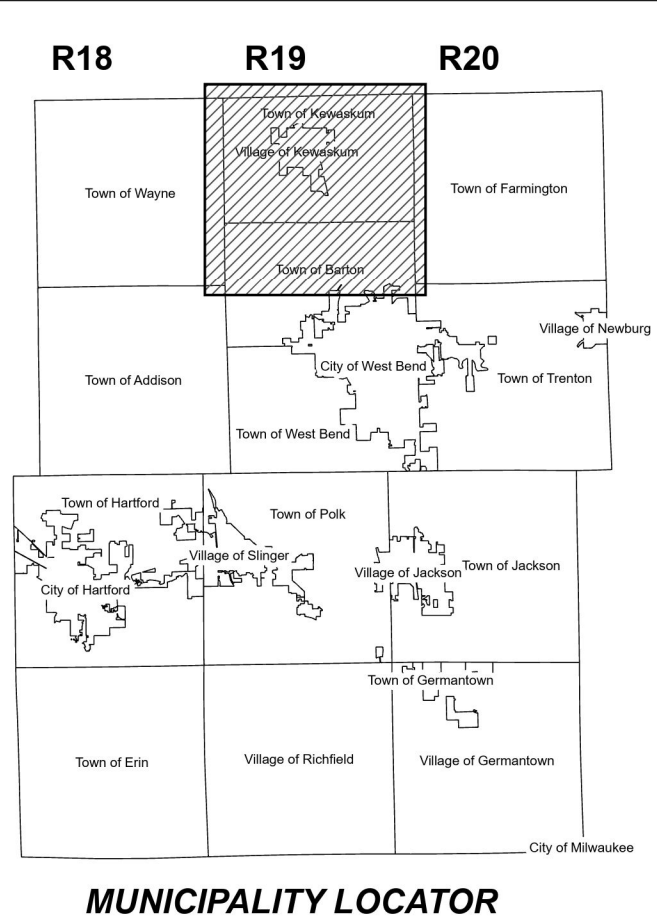 R18 R19 R20
Town of Kewaskum
Village of Kewaskum
Town of Wayne
Town of Farmington
Town of Barton
Village of Newburg
City of West Bend
Town of Addison
Town of Trenton
Town of West Bend
Town of Hartford
Town of Polk
Village of Slinger
Town of Jackson
Village of Jackson
City of Hartford
Town of Germantown
Town of Erin
Village of Richfield
Village of Germantown
City of Milwaukee
MUNICIPALITY LOCATOR